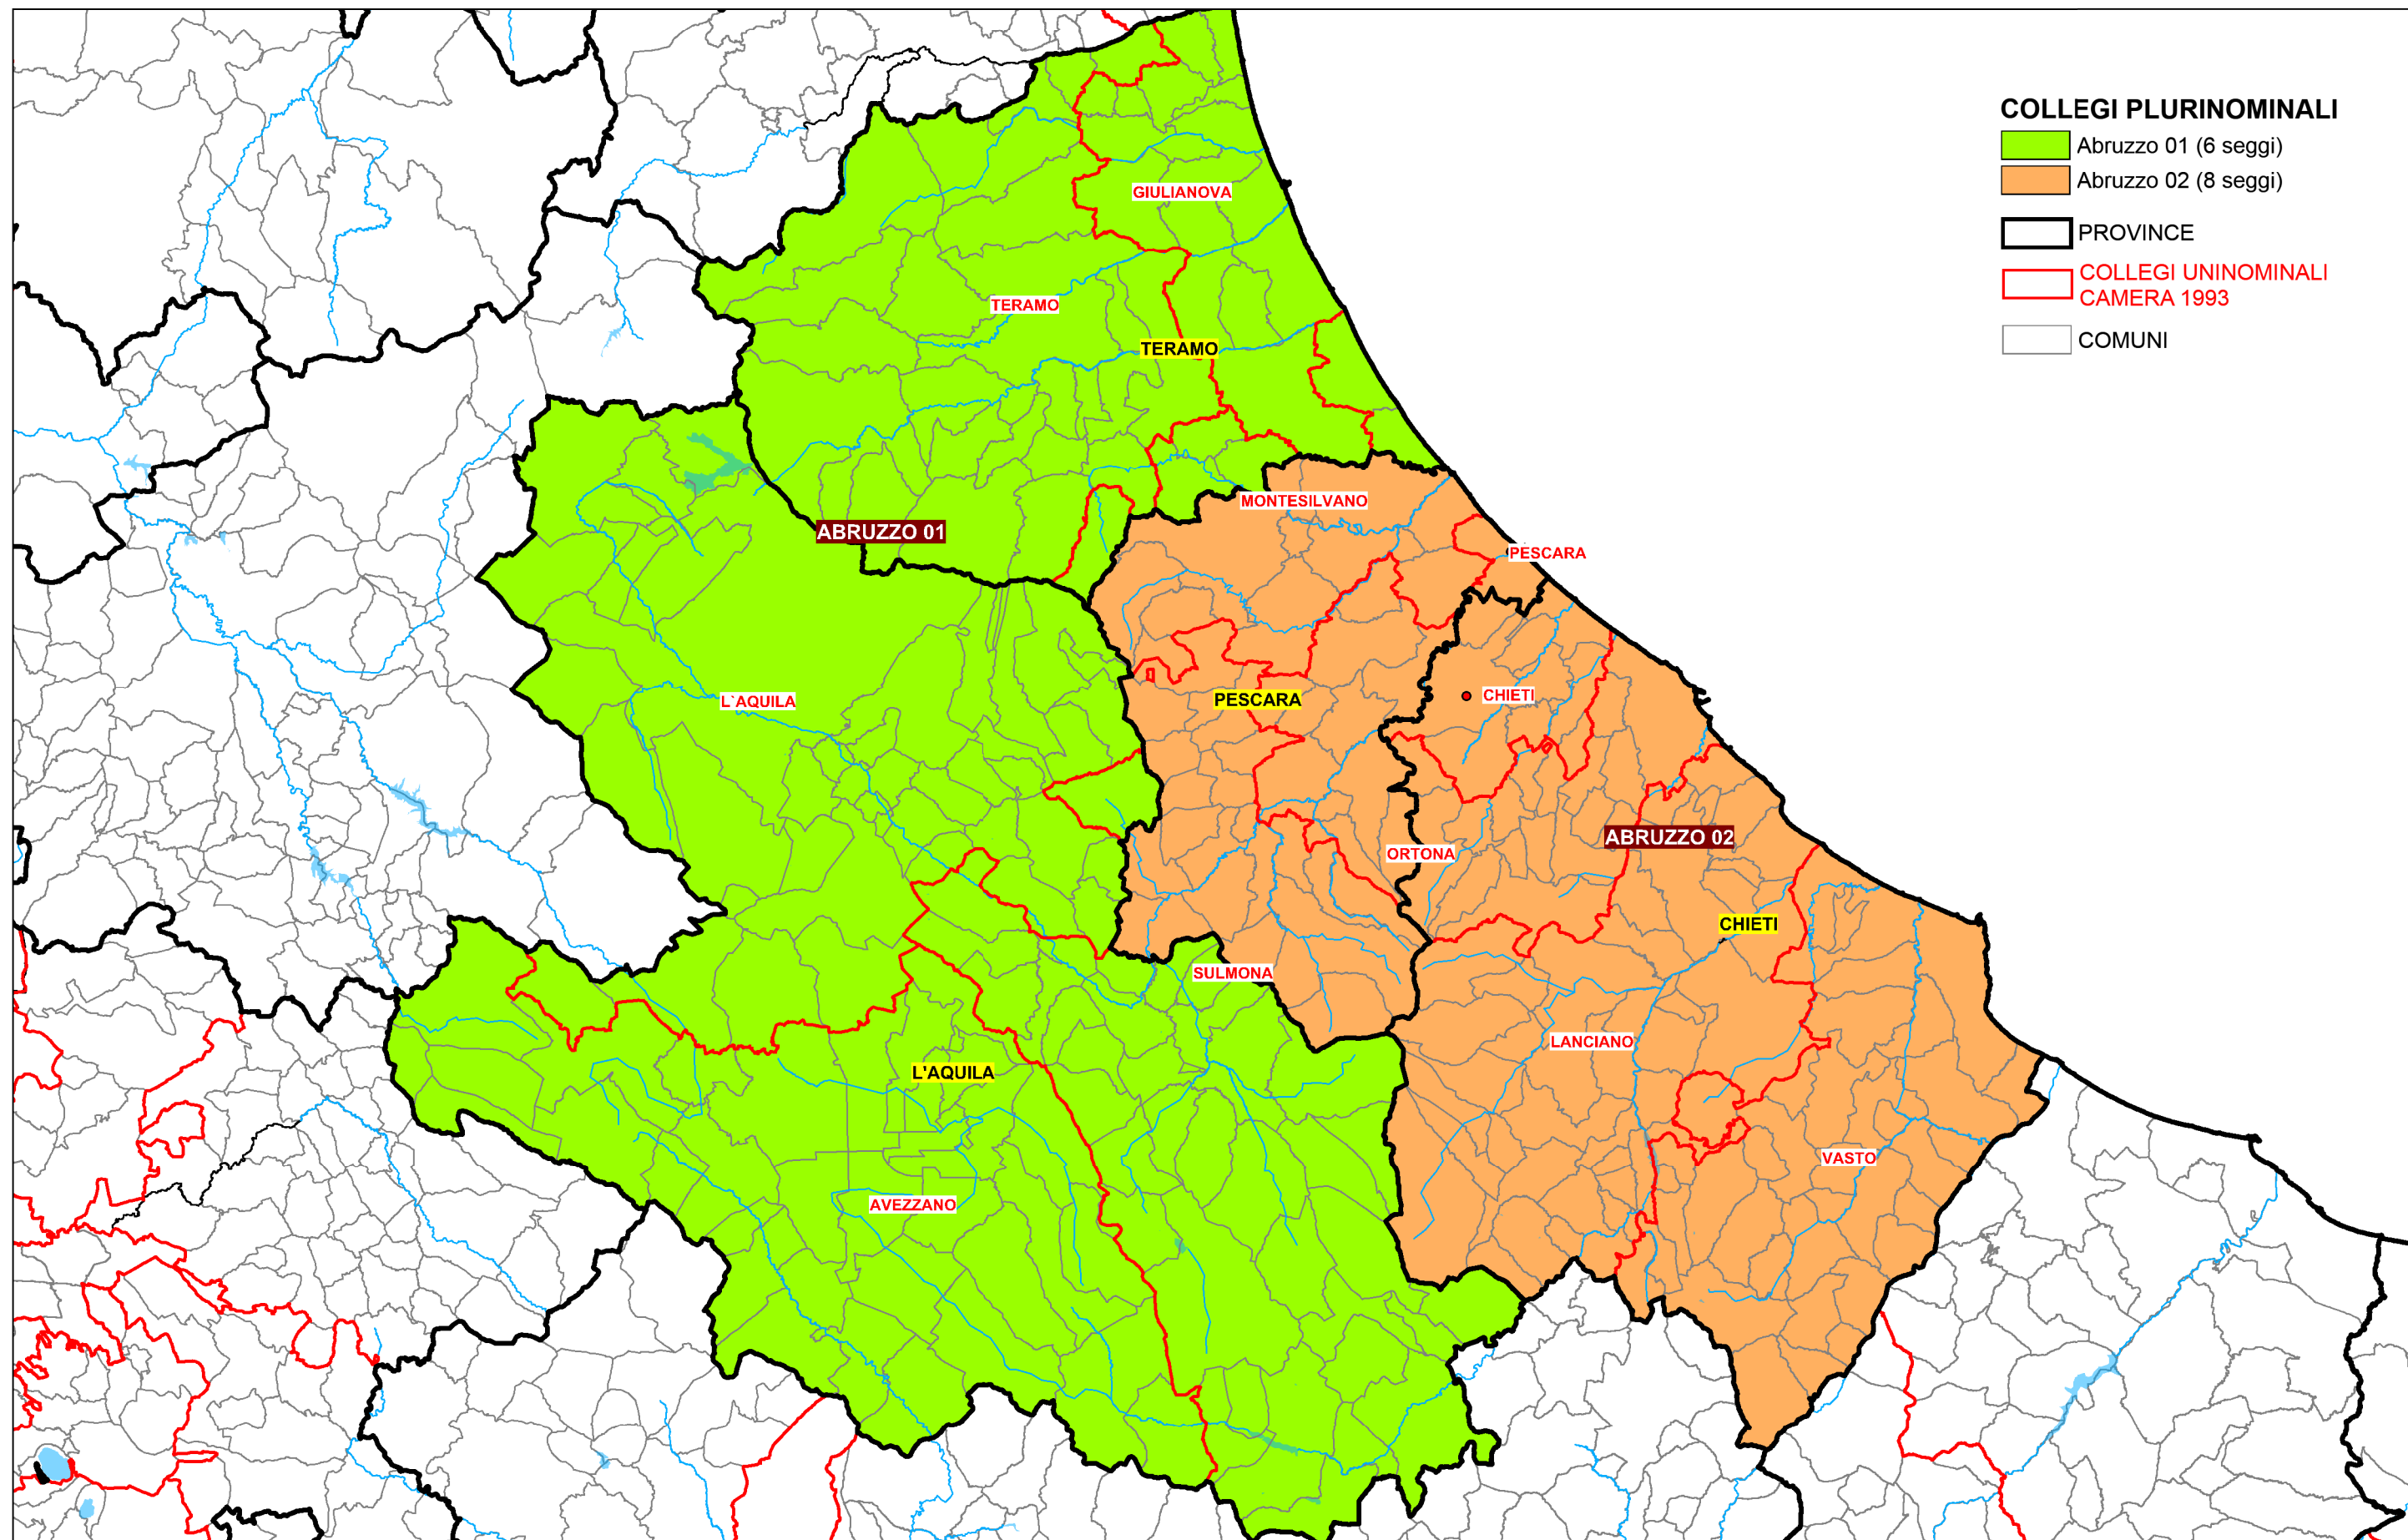 COLLEGI PLURINOMINALI
Abruzzo 01 (6 seggi)
Abruzzo 02 (8 seggi)
PROVINCE
COLLEGI UNINOMINALI
CAMERA 1993
COMUNI
GIULIANOVA
TERAMO
TERAMO
MONTESILVANO
ABRUZZO 01
PESCARA
L`AQUILA
PESCARA
CHIETI
ABRUZZO 02
ORTONA
CHIETI
SULMONA
LANCIANO
L'AQUILA
VASTO
AVEZZANO